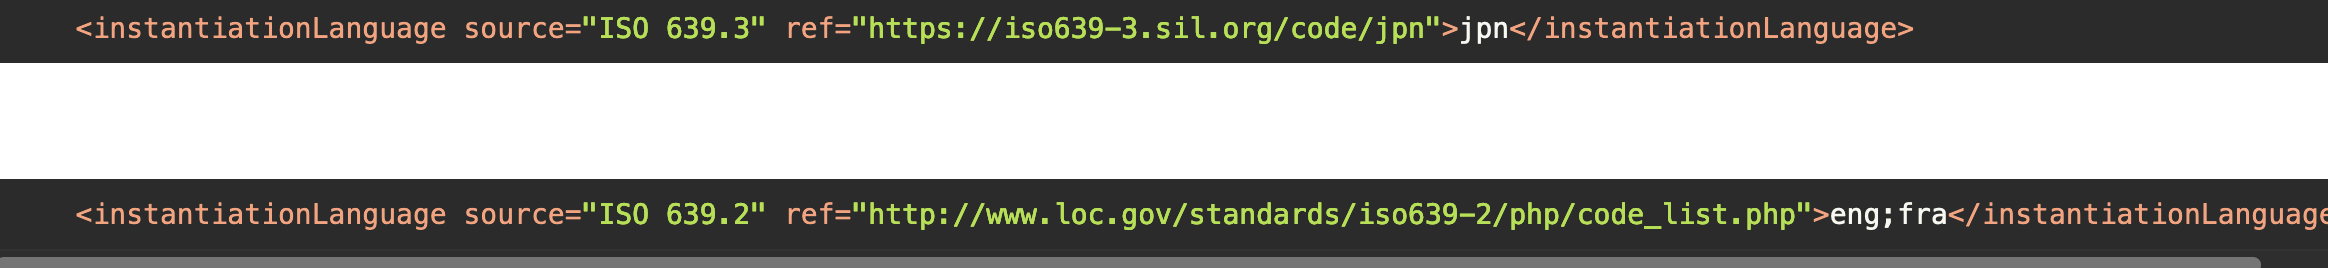 <instantiationLanguage source="ISO 639.3" ref="https://iso639-3.sil.org/code/jpn">jpn</instantiationLanguage>
<instantiationLanguage source="ISO 639.2" ref="http://www.loc.gov/standards/iso639-2/php/code_list.php">eng;fra</instantiationLanguage